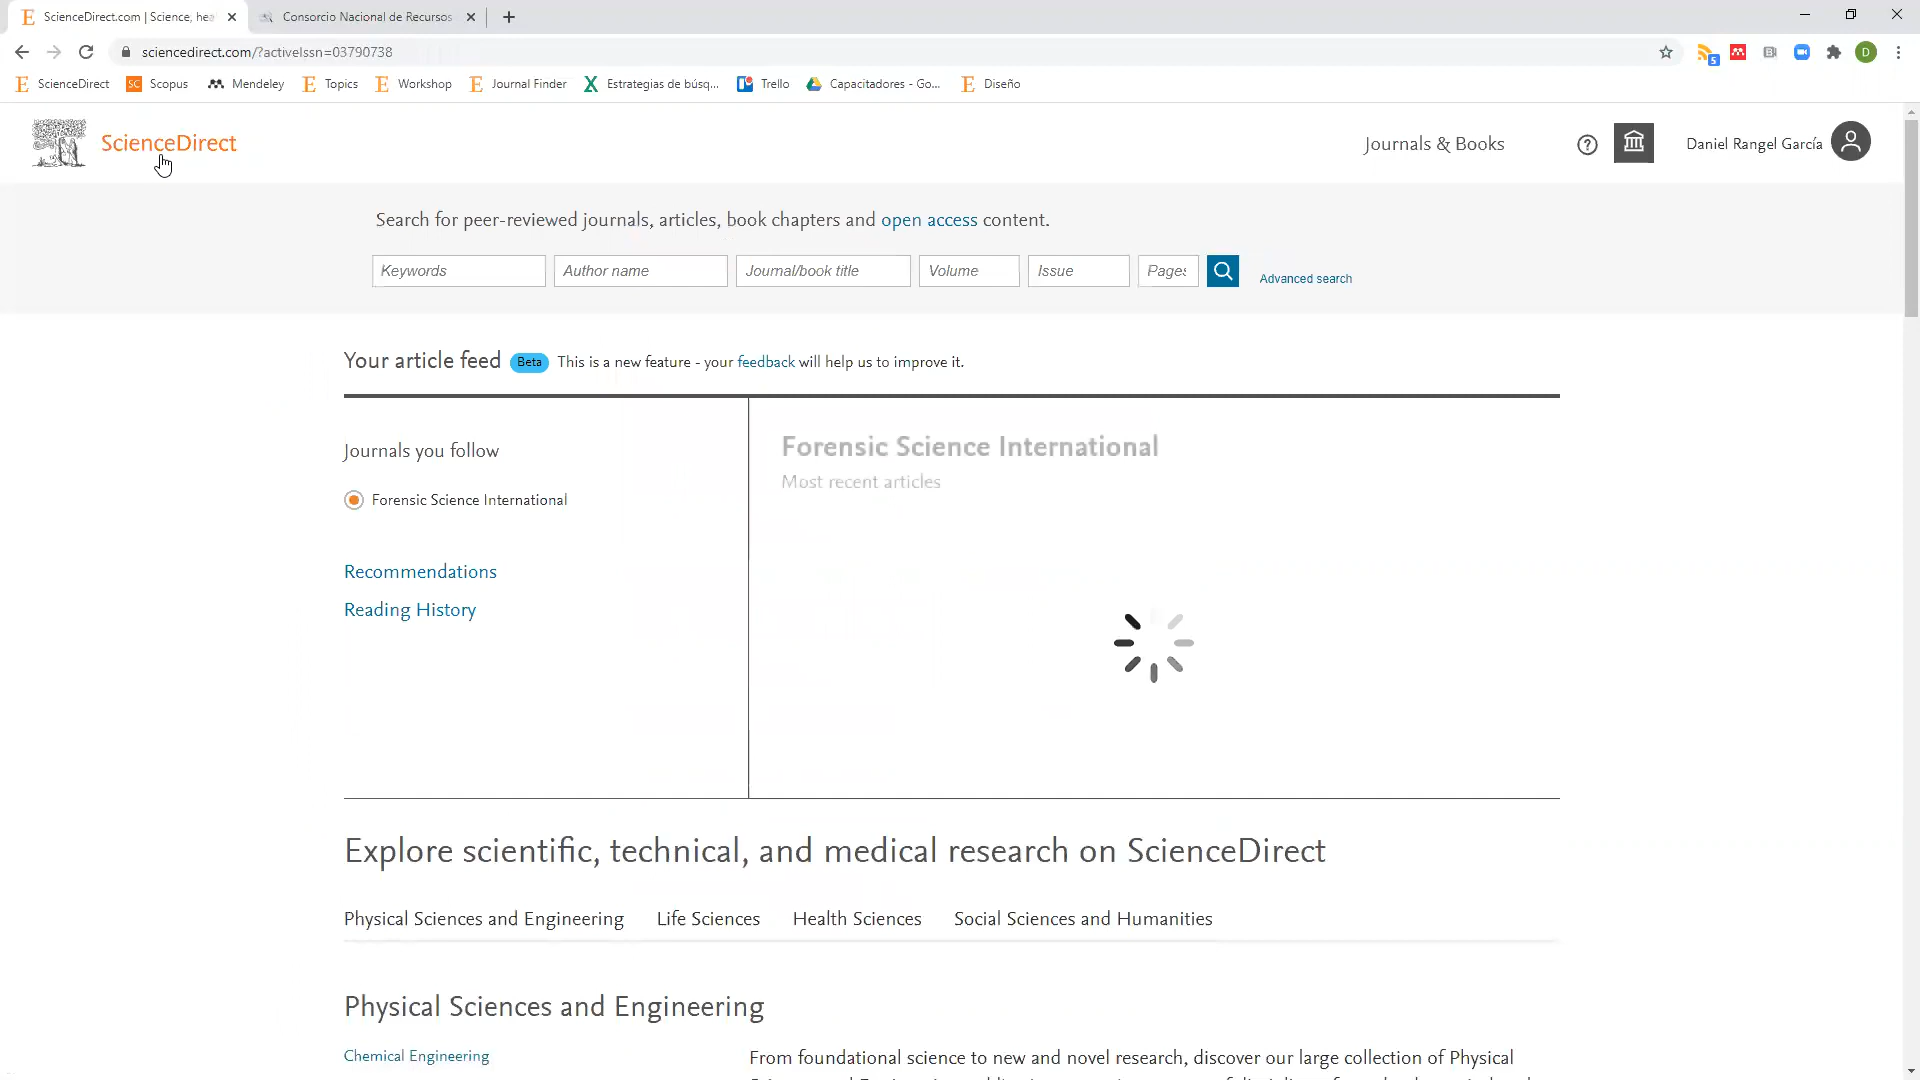 ScienceDirect.com | Science, hea
Consorcio Nacional de Recursos
sciencedirect.com/?activeIssn=03790738
5
D
ScienceDirect
SC Scopus
Mendeley
Topics
Workshop
Journal Finder
Estrategias de búsq...
Trello
Capacitadores - Go...
Diseño
ScienceDirect
Journals & Books
?
Daniel Rangel García
Search for peer-reviewed journals, articles, book chapters and open access content.
Keywords
Author name
Journal/book title
Volume
Issue
Pages
Advanced search
Your article feed Beta This is a new feature - your feedback will help us to improve it.
Journals you follow
Forensic Science International
Recommendations
Reading History
Forensic Science International
Most recent articles
Explore scientific, technical, and medical research on ScienceDirect
Physical Sciences and Engineering
Life Sciences
Health Sciences
Social Sciences and Humanities
Physical Sciences and Engineering
Chemical Engineering
From foundational science to new and novel research, discover our large collection of Physical